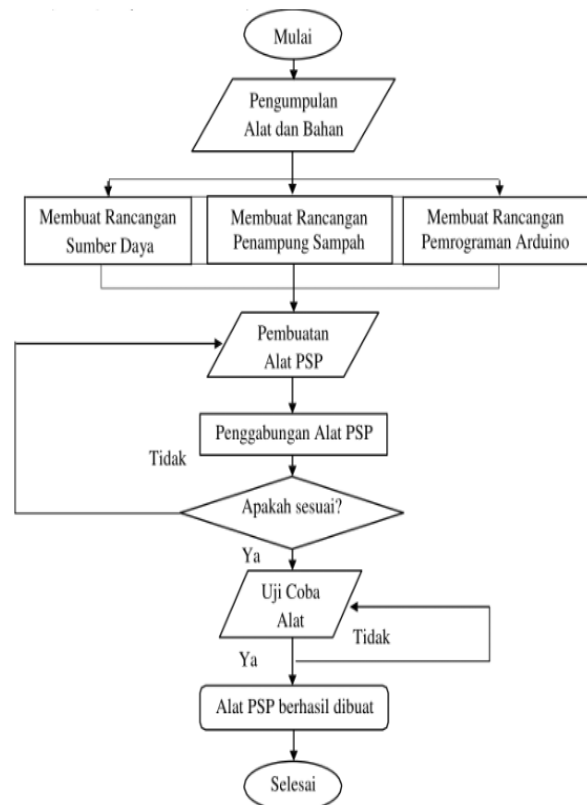 Mulai
Pengumpulan
Alat dan Bahan
Membuat Rancangan
Sumber Daya
Membuat Rancangan
Penampung Sampah
Membuat Rancangan
Pemrograman Arduino
Pembuatan
Alat PSP
Penggabungan Alat PSP
Tidak
Apakah sesuai?
Ya
Uji Coba
Alat
Tidak
Ya
Alat PSP berhasil dibuat
Selesai